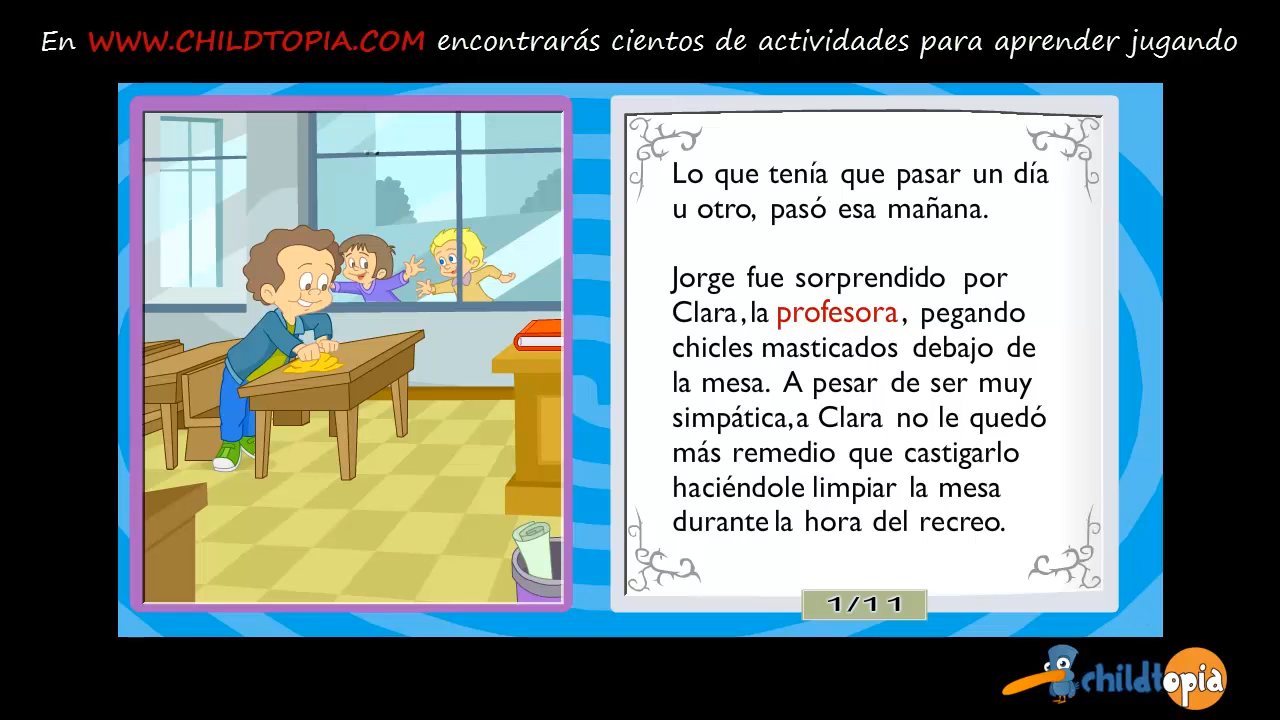 En WWW.CHILDTOPIA.COM encontrarás cientos de actividades para aprender jugando
Lo que tenía que pasar un día
u otro, pasó esa mañana.
Jorge fue sorprendido por
Clara, la profesora, pegando
chicles masticados debajo de
la mesa. A pesar de ser muy
simpática, a Clara no le quedó
más remedio que castigarlo
haciéndole limpiar la mesa
durante la hora del recreo.
1/11
childtopia